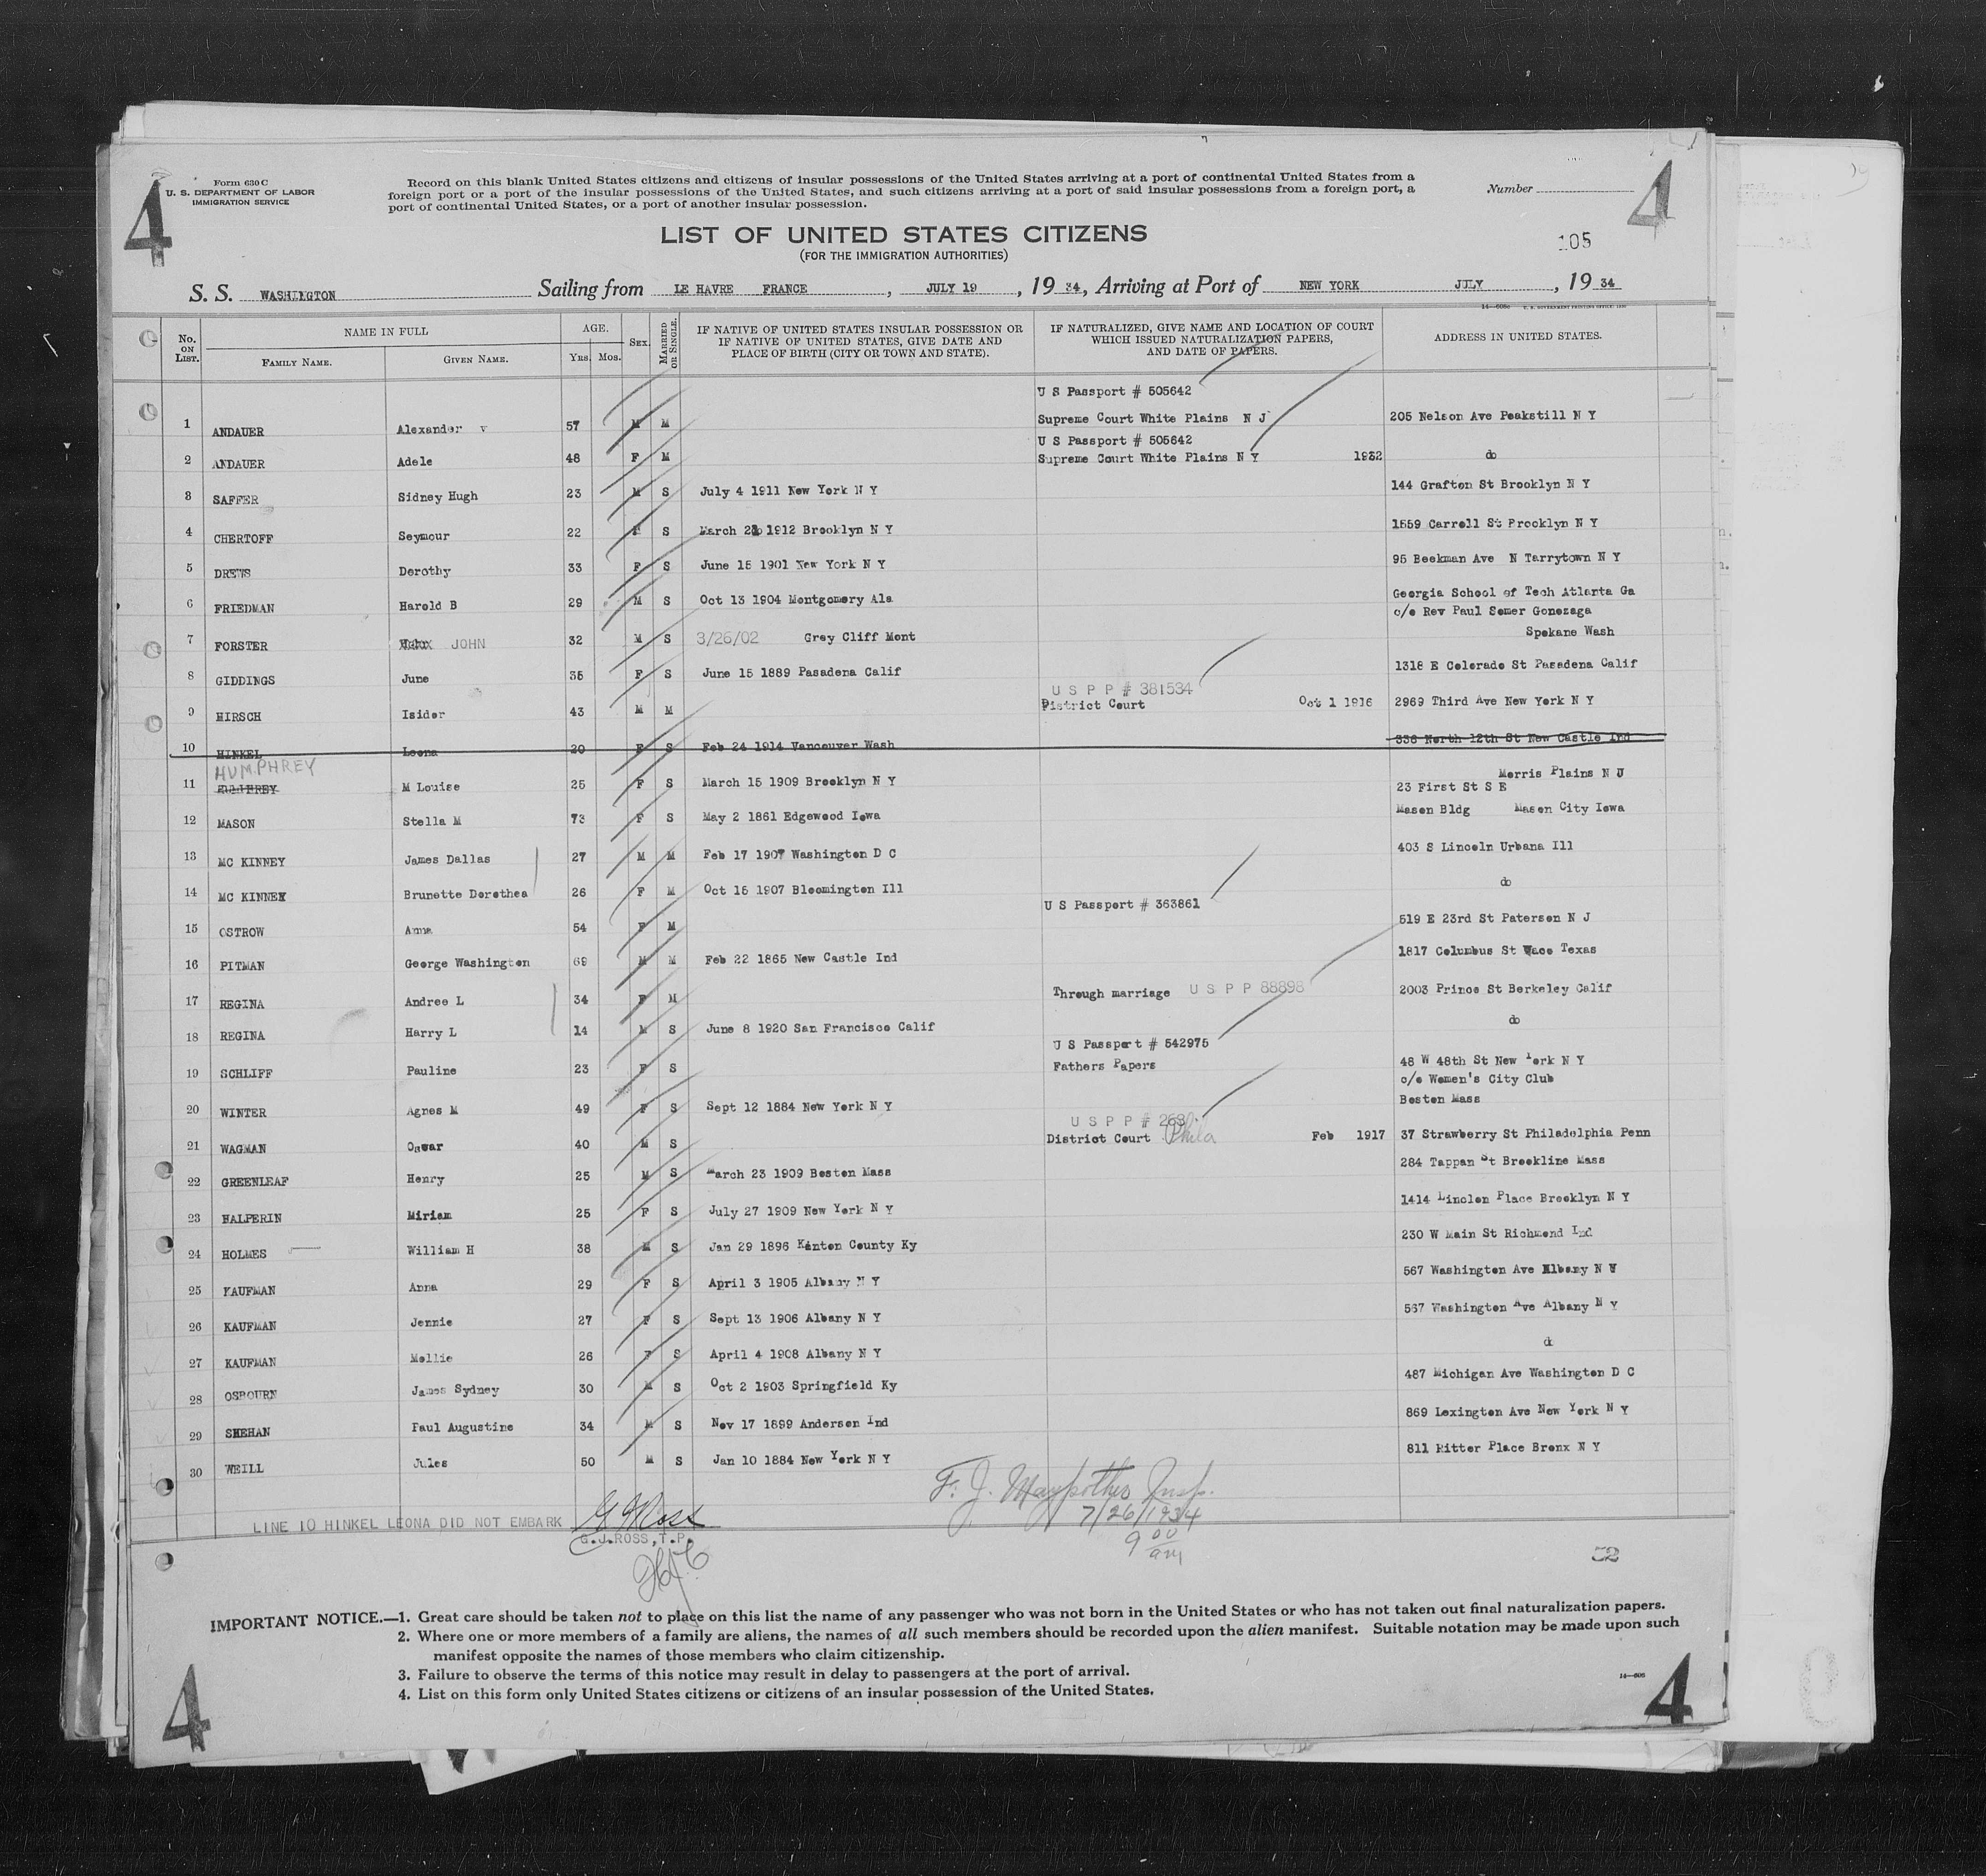 4
Form 630 C
U. S. DEPARTMENT OF LABOR
IMMIGRATION SERVICE
Record on this blank United States citizens and citizens of insular possessions of the United States arriving at a port of continental United States from a
foreign port or a port of the insular possessions of the United States, and such citizens arriving at a port of said insular possessions from a foreign port, a
port of continental United States, or a port of another insular possession.
Number
4
LIST OF UNITED STATES CITIZENS
(FOR THE IMMIGRATION AUTHORITIES)
105
S. S. WASHINGTON Sailing from LE HAVRE FRANCE, JULY 19, 19 34, Arriving at Port of NEW YORK JULY, 19 34
No. ON LIST. NAME IN FULL AGE. SEX. MARRIED OR SINGLE. IF NATIVE OF UNITED STATES INSULAR POSSESSION OR IF NATIVE OF UNITED STATES, GIVE DATE AND PLACE OF BIRTH (CITY OR TOWN AND STATE). IF NATURALIZED, GIVE NAME AND LOCATION OF COURT WHICH ISSUED NATURALIZATION PAPERS, AND DATE OF PAPERS. ADDRESS IN UNITED STATES.
FAMILY NAME. GIVEN NAME. Yrs. Mos.
U S Passport # 505642
1 ANDAUER Alexander v 57 M M Supreme Court White Plains N J 205 Nelson Ave Peakstill N Y
U S Passport # 505642
2 ANDAUER Adele 48 F M Supreme Court White Plains N Y 1932 do
3 SAFFER Sidney Hugh 23 M S July 4 1911 New York N Y 144 Grafton St Brooklyn N Y
4 CHERTOFF Seymour 22 F S March 1912 Brooklyn N Y 1559 Carroll St Brooklyn N Y
5 DREWS Dorothy 33 F S June 15 1901 New York N Y 95 Beekman Ave N Tarrytown N Y
6 FRIEDMAN Harold B 29 M S Oct 13 1904 Montgomery Ala Georgia School of Tech Atlanta Ga
c/o Rev Paul Semer Gonozaga
7 FORSTER JOHN 32 M S 3/26/02 Grey Cliff Mont Spokane Wash
8 GIDDINGS June 35 F S June 15 1889 Pasadena Calif 1318 E Colorado St Pasadena Calif
U S P P # 381534
9 HIRSCH Isidor 43 M M District Court Oct 1 1916 2969 Third Ave New York N Y
10 HINKEL Leona 20 F S Feb 24 1914 Vancouver Wash 336 North 12th St New Castle Ind
HUMPHREY
Morris Plains N J
11 M Louise 25 F S March 15 1909 Brooklyn N Y 23 First St S E
12 MASON Stella M 73 F S May 2 1861 Edgewood Iowa Mason Bldg Mason City Iowa
13 MC KINNEY James Dallas 27 M M Feb 17 1907 Washington D C 403 S Lincoln Urbana Ill
14 MC KINNEY Brunette Dorothea 26 F M Oct 15 1907 Bloomington Ill do
U S Passport # 363861
15 OSTROW Anna 54 F M 519 E 23rd St Paterson N J
16 PITMAN George Washington 69 M M Feb 22 1865 New Castle Ind 1817 Columbus St Waco Texas
17 REGINA Andree L 34 F M Through marriage U S P P 88898 2003 Prince St Berkeley Calif
18 REGINA Harry L 14 M S June 8 1920 San Francisco Calif do
U S Passport # 542975
19 SCHLIFF Pauline 23 F S Fathers Papers 48 W 48th St New York N Y
c/o Women's City Club
20 WINTER Agnes M 49 F S Sept 12 1884 New York N Y Boston Mass
U S P P # 263
21 WAGMAN Oscar 40 M S District Court Phila Feb 1917 37 Strawberry St Philadelphia Penn
22 GREENLEAF Henry 25 M S March 23 1909 Boston Mass 284 Tappan St Brookline Mass
23 HALPERIN Miriam 25 F S July 27 1909 New York N Y 1414 Linclon Place Brooklyn N Y
24 HOLMES William H 38 M S Jan 29 1896 Kenton County Ky 230 W Main St Richmond Ind
25 KAUFMAN Anna 29 F S April 3 1905 Albany N Y 567 Washington Ave Albany N Y
26 KAUFMAN Jennie 27 F S Sept 13 1906 Albany N Y 567 Washington Ave Albany N Y
27 KAUFMAN Mollie 26 F S April 4 1908 Albany N Y do
28 OSBOURN James Sydney 30 M S Oct 2 1903 Springfield Ky 487 Michigan Ave Washington D C
29 SHEHAN Paul Augustine 34 M S Nov 17 1899 Anderson Ind 869 Lexington Ave New York N Y
30 WEILL Jules 50 M S Jan 10 1884 New York N Y 811 Ritter Place Bronx N Y
F. J. Maypother Insp.
7/26/1934
9 00 am
LINE 10 HINKEL LEONA DID NOT EMBARK G J Ross
G.J.ROSS, T.P.
52
IMPORTANT NOTICE.—1. Great care should be taken not to place on this list the name of any passenger who was not born in the United States or who has not taken out final naturalization papers.
2. Where one or more members of a family are aliens, the names of all such members should be recorded upon the alien manifest. Suitable notation may be made upon such
manifest opposite the names of those members who claim citizenship.
3. Failure to observe the terms of this notice may result in delay to passengers at the port of arrival.
4. List on this form only United States citizens or citizens of an insular possession of the United States.
14—606
4
4